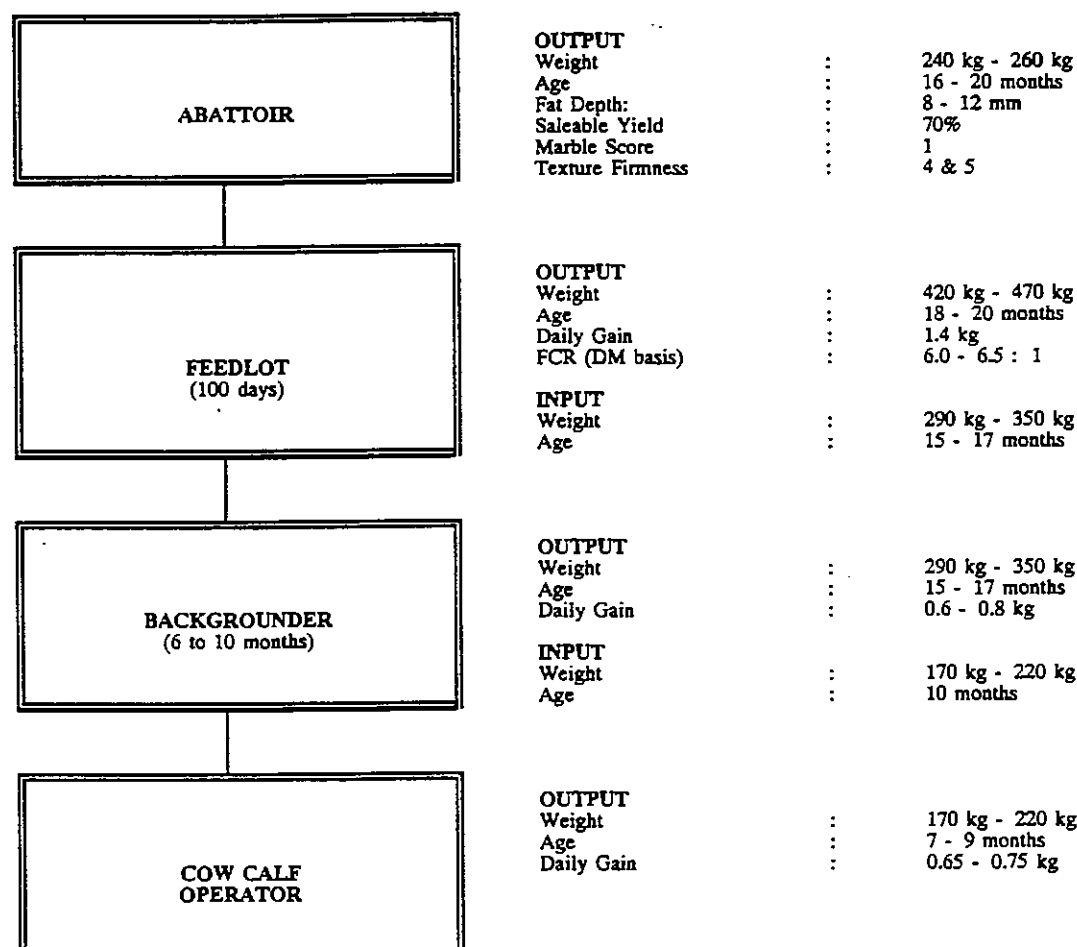 ABATTOIR
OUTPUT
Weight : 240 kg - 260 kg
Age : 16 - 20 months
Fat Depth: : 8 - 12 mm
Saleable Yield : 70%
Marble Score : 1
Texture Firmness : 4 & 5
FEEDLOT
(100 days)
OUTPUT
Weight : 420 kg - 470 kg
Age : 18 - 20 months
Daily Gain : 1.4 kg
FCR (DM basis) : 6.0 - 6.5 : 1
INPUT
Weight : 290 kg - 350 kg
Age : 15 - 17 months
BACKGROUNDER
(6 to 10 months)
OUTPUT
Weight : 290 kg - 350 kg
Age : 15 - 17 months
Daily Gain : 0.6 - 0.8 kg
INPUT
Weight : 170 kg - 220 kg
Age : 10 months
COW CALF
OPERATOR
OUTPUT
Weight : 170 kg - 220 kg
Age : 7 - 9 months
Daily Gain : 0.65 - 0.75 kg